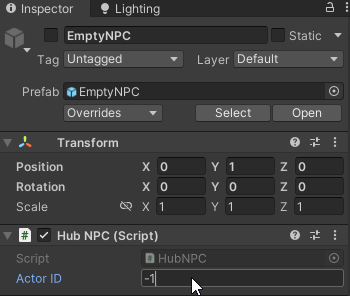 Inspector Lighting
EmptyNPC Static
Tag Untagged Layer Default
Prefab EmptyNPC
Overrides Select Open
Transform
Position X 0 Y 1 Z 0
Rotation X 0 Y 0 Z 0
Scale X 1 Y 1 Z 1
# Hub NPC (Script)
Script # HubNPC
Actor ID -1